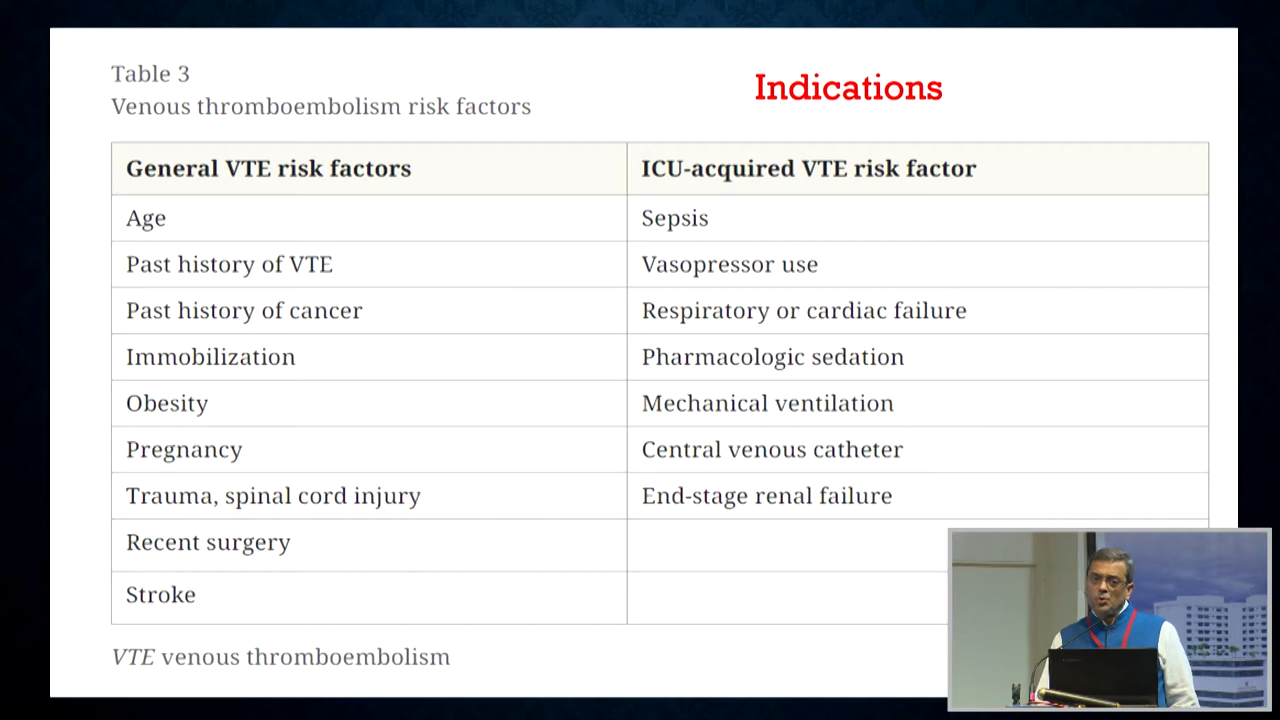 Table 3
Indications
Venous thromboembolism risk factors
General VTE risk factors ICU-acquired VTE risk factor
Age Sepsis
Past history of VTE Vasopressor use
Past history of cancer Respiratory or cardiac failure
Immobilization Pharmacologic sedation
Obesity Mechanical ventilation
Pregnancy Central venous catheter
Trauma, spinal cord injury End-stage renal failure
Recent surgery
Stroke
VTE venous thromboembolism